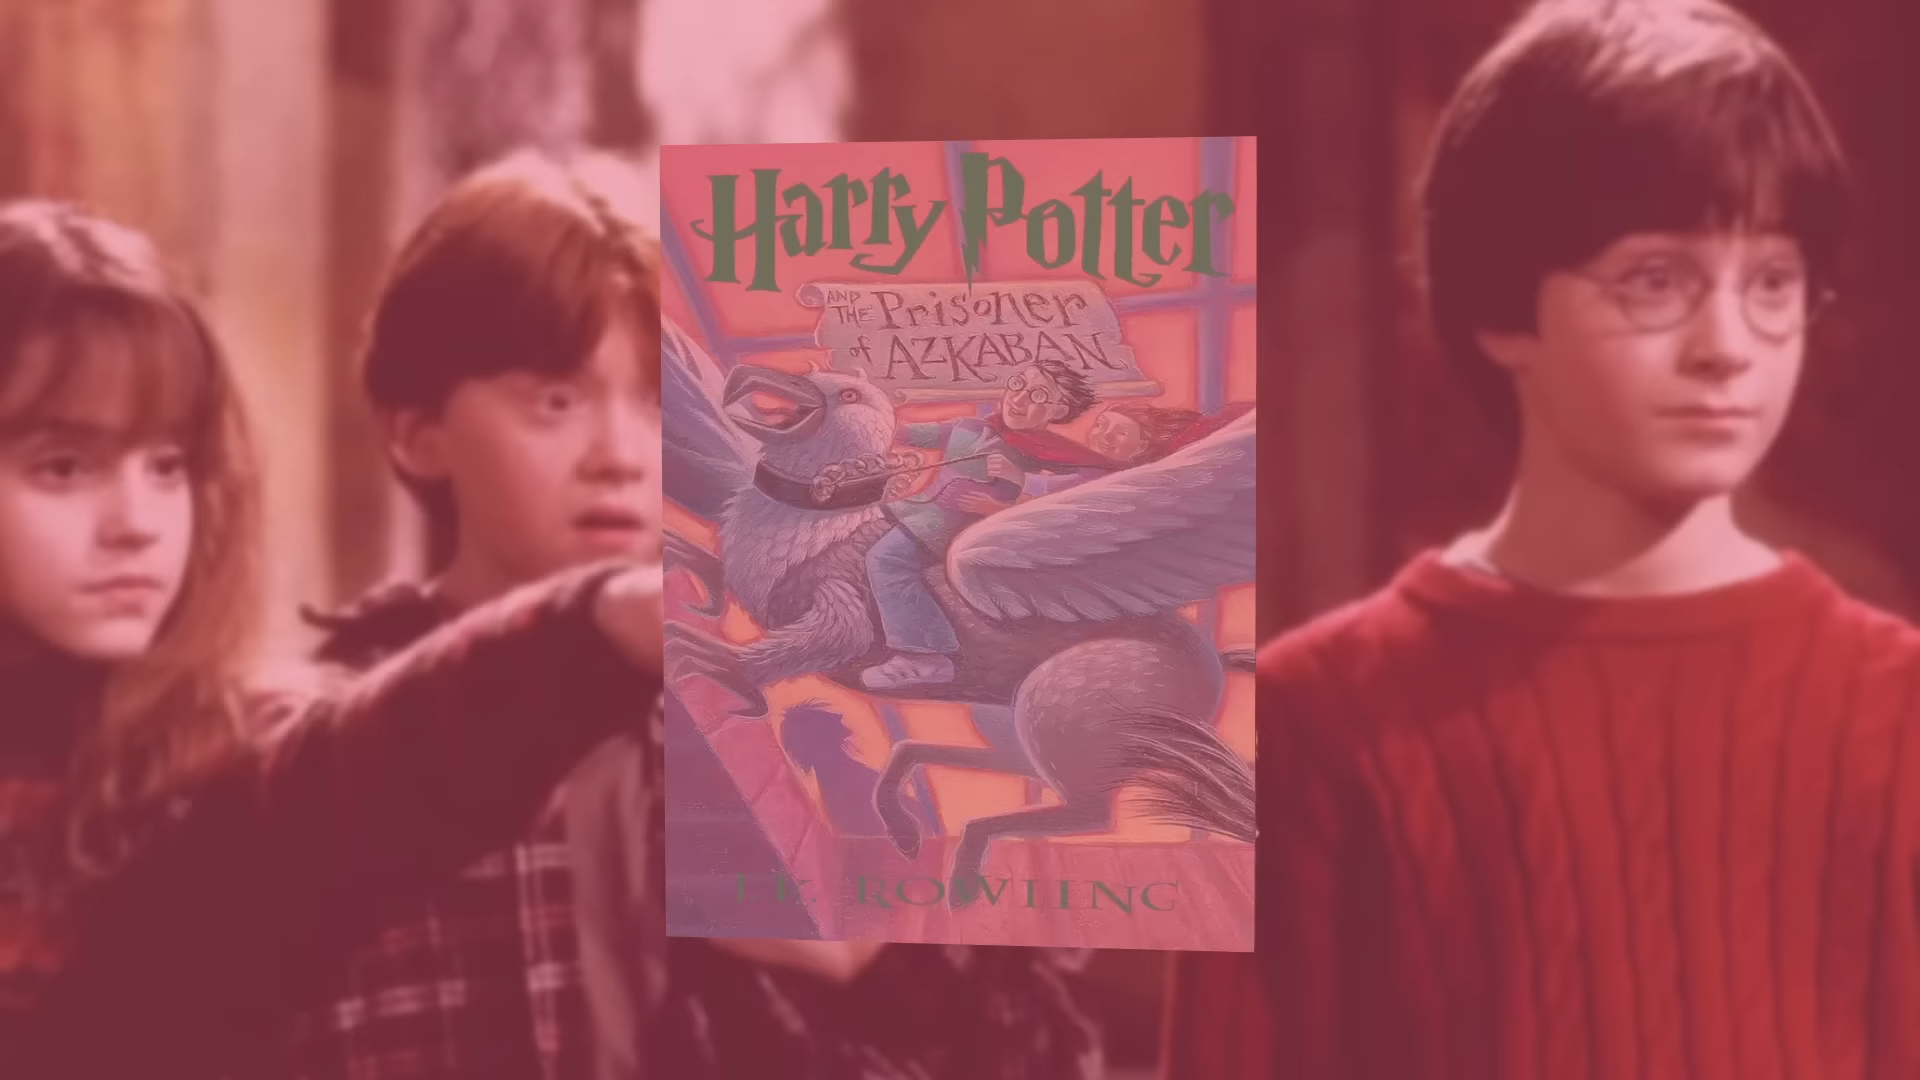 Harry Potter
AND THE Prisoner
of AZKABAN
J.K. ROWLING